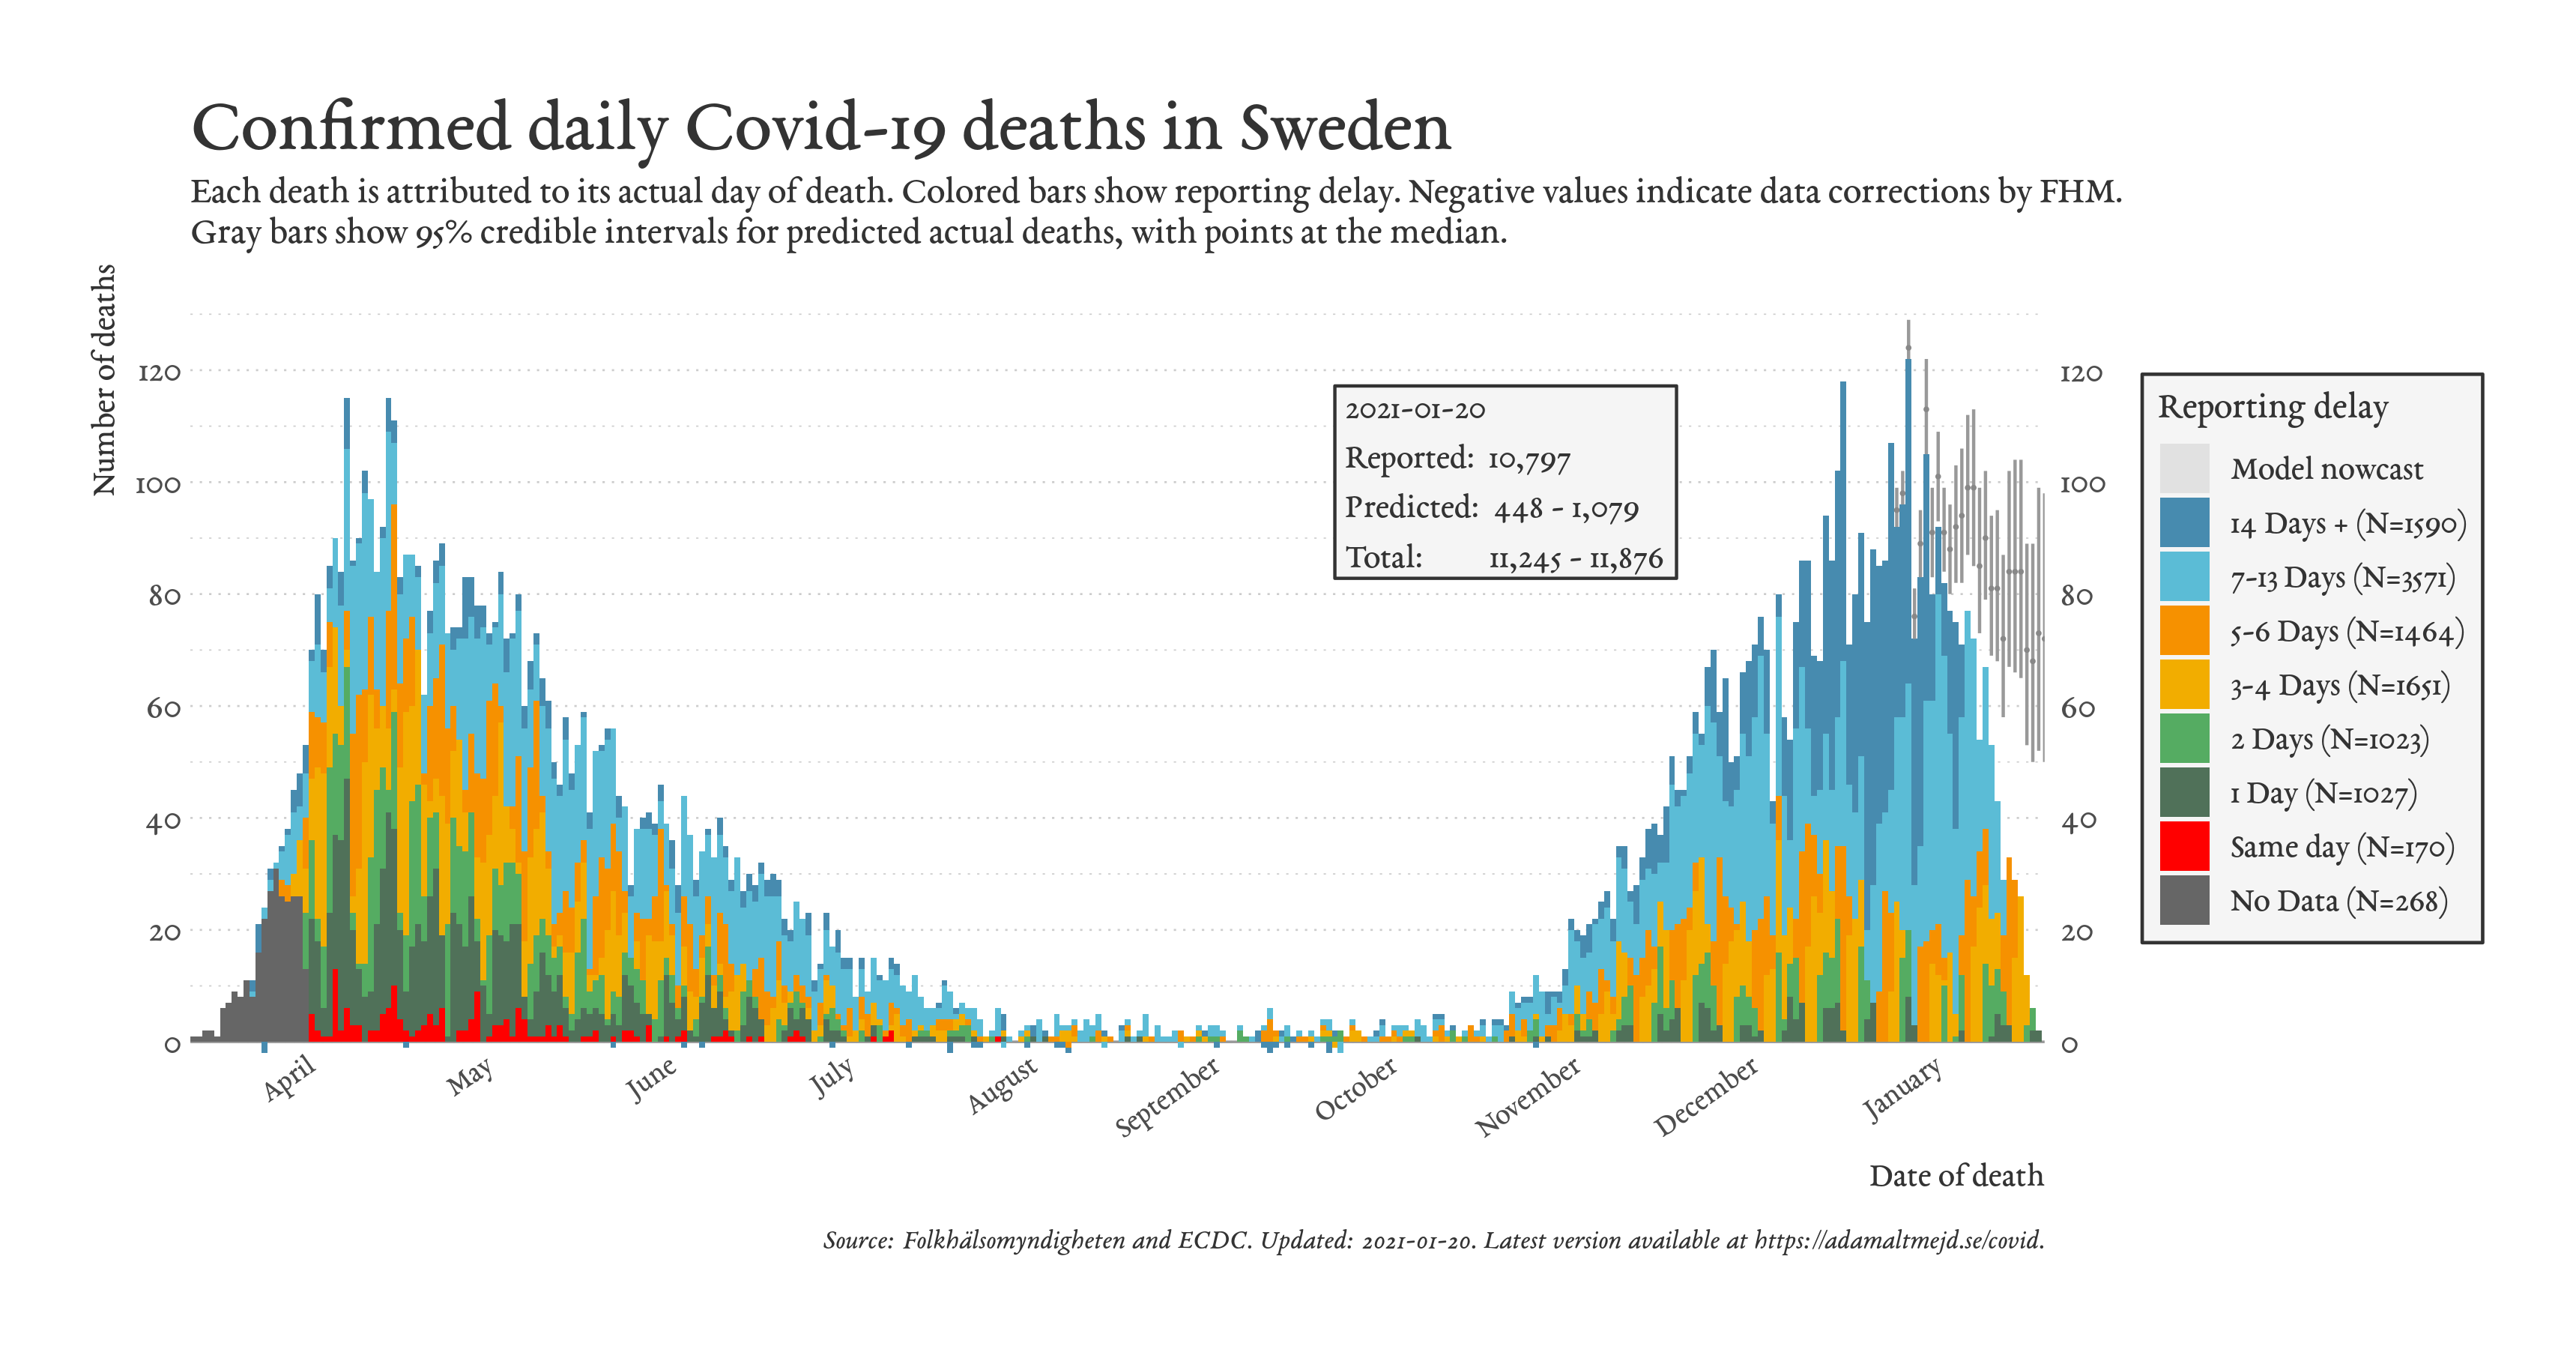 Confirmed daily Covid-19 deaths in Sweden
Each death is attributed to its actual day of death. Colored bars show reporting delay. Negative values indicate data corrections by FHM.
Gray bars show 95% credible intervals for predicted actual deaths, with points at the median.
Number of deaths
120
100
80
60
40
20
0
2021-01-20
Reported: 10,797
Predicted: 448 - 1,079
Total: 11,245 - 11,876
120
100
80
60
40
20
0
Reporting delay
Model nowcast
14 Days + (N=1590)
7-13 Days (N=3571)
5-6 Days (N=1464)
3-4 Days (N=1651)
2 Days (N=1023)
1 Day (N=1027)
Same day (N=170)
No Data (N=268)
April
May
June
July
August
September
October
November
December
January
Date of death
Source: Folkhälsomyndigheten and ECDC. Updated: 2021-01-20. Latest version available at https://adamaltmejd.se/covid.